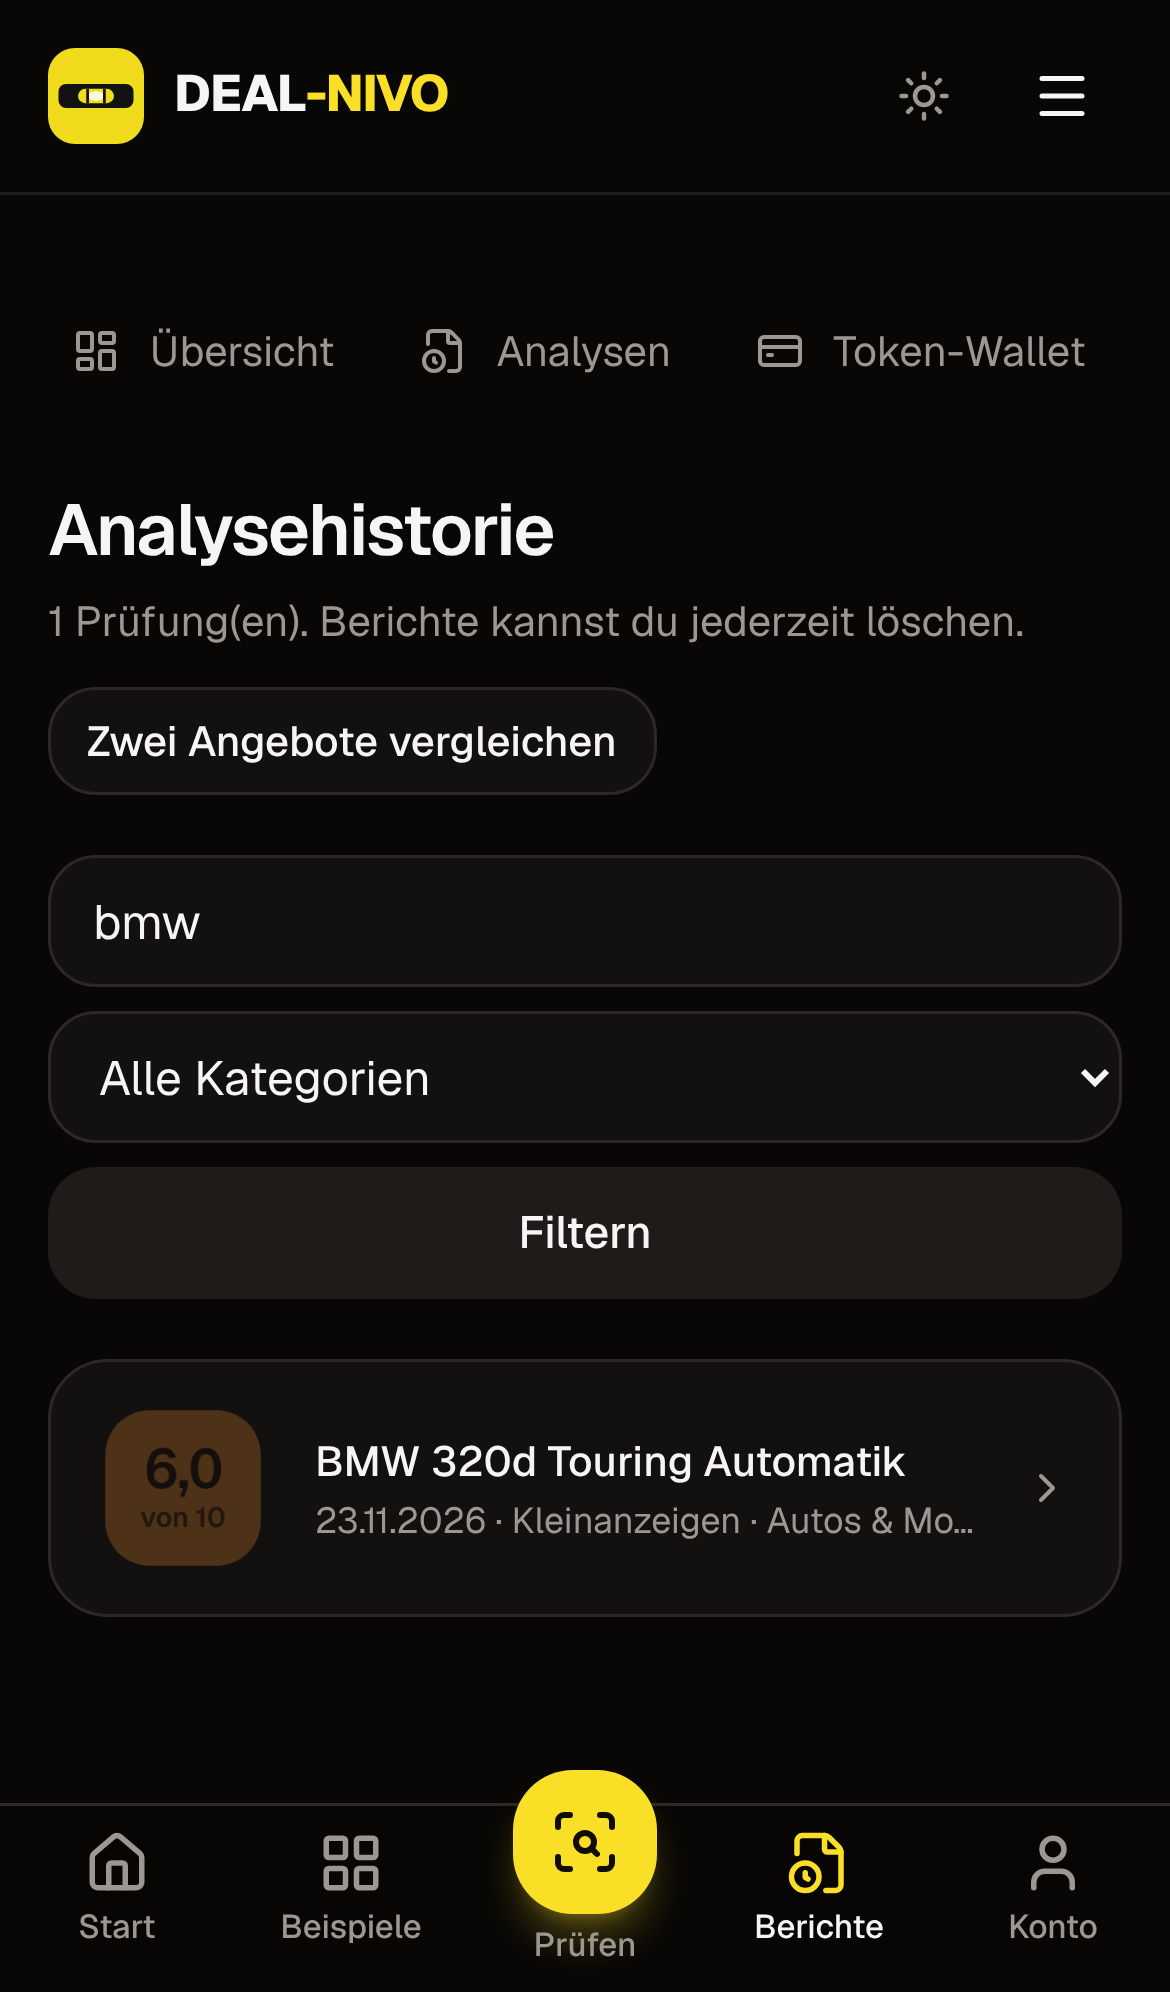 DEAL-NIVO
Übersicht
Analysen
Token-Wallet
Analysehistorie
1 Prüfung(en). Berichte kannst du jederzeit löschen.
Zwei Angebote vergleichen
bmw
Alle Kategorien
Filtern
6,0
von 10
BMW 320d Touring Automatik
23.11.2026 · Kleinanzeigen · Autos & Mo...
Start
Beispiele
Prüfen
Berichte
Konto